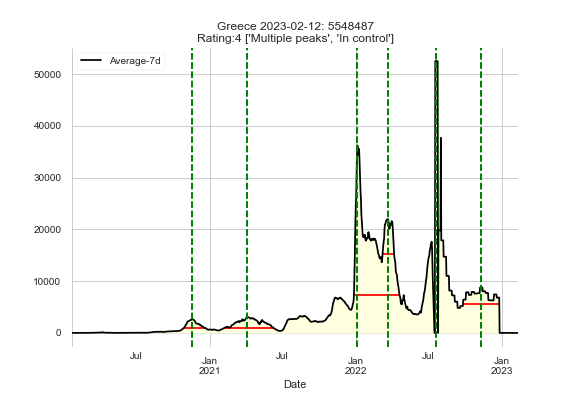 Greece 2023-02-12: 5548487
Rating:4 ['Multiple peaks', 'In control']
Average-7d
50000
40000
30000
20000
10000
0
Jul
Jan
2021
Jul
Jan
2022
Jul
Jan
2023
Date